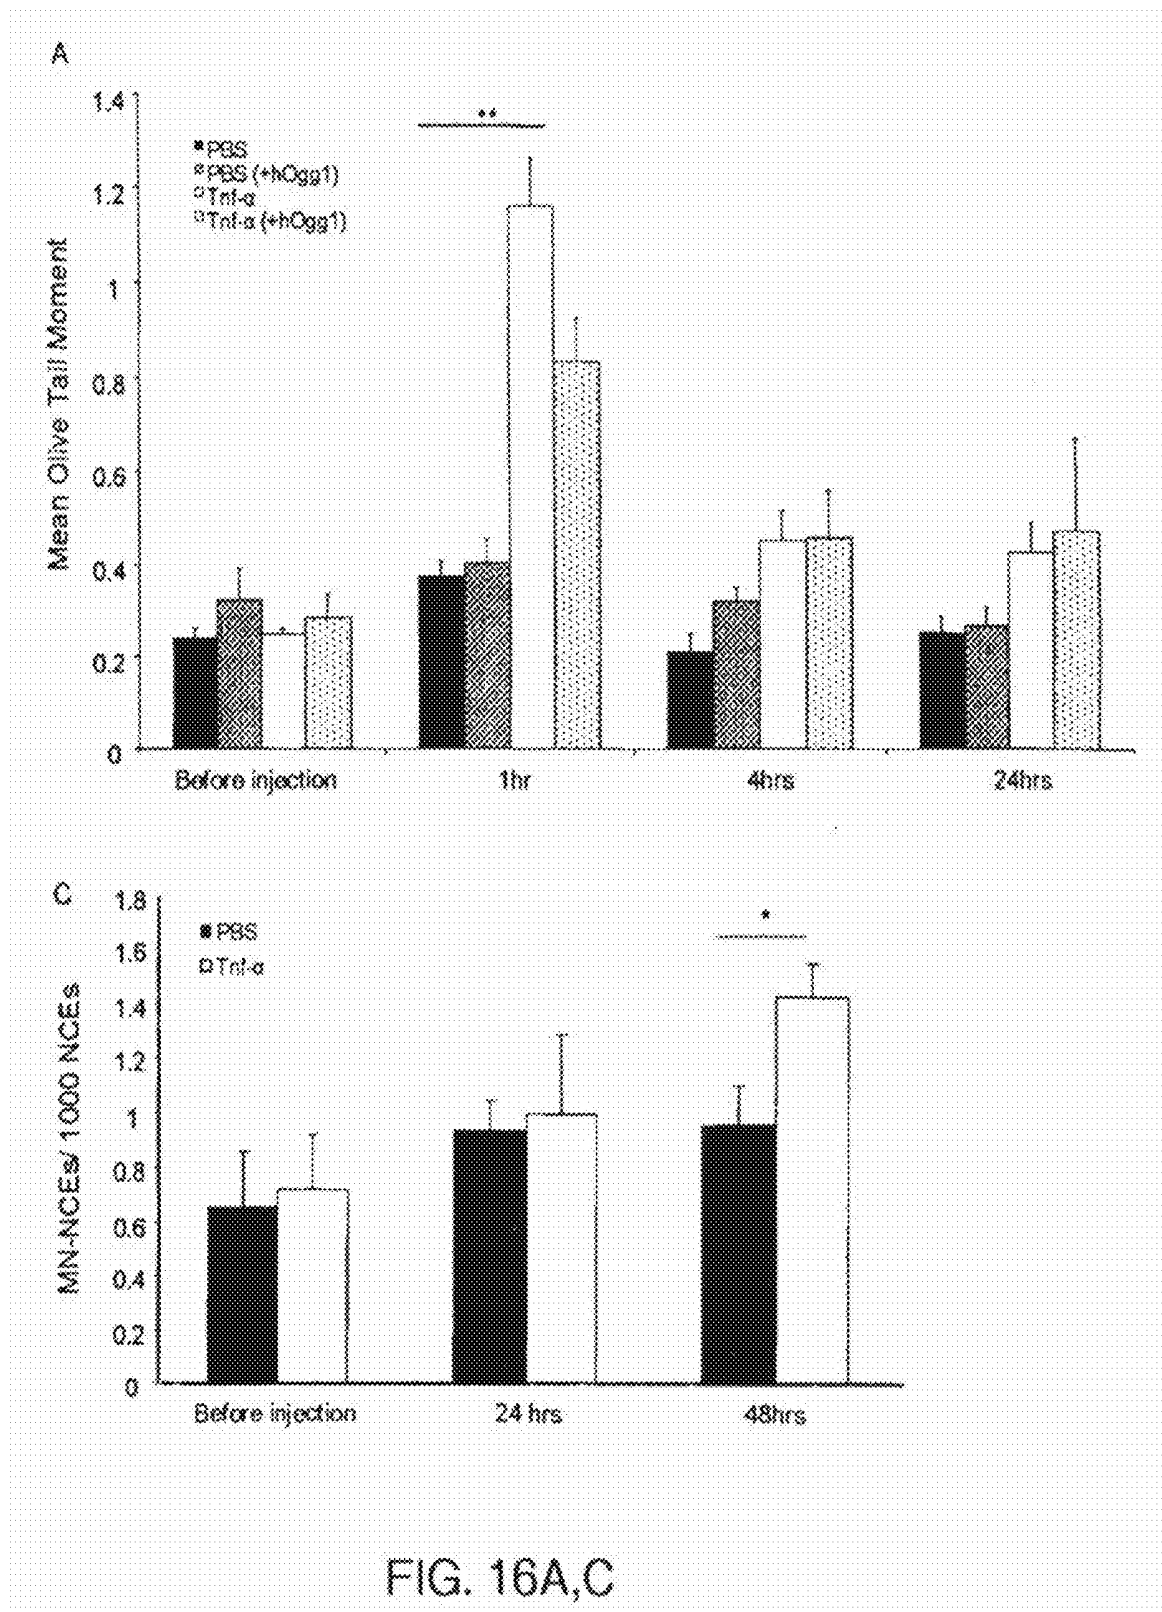 A
1.4
1.2
1
0.8
0.6
0.4
0.2
0
Mean Olive Tail Moment
PBS
PBS (+hOgg1)
Tnf-α
Tnf-α (+hOgg1)
**
Before injection 1hr 4hrs 24hrs
C
1.8
1.6
1.4
1.2
1
0.8
0.6
0.4
0.2
0
MN-NCEs/ 1000 NCEs
PBS
Tnf-α
*
Before injection 24 hrs 48hrs
FIG. 16A,C